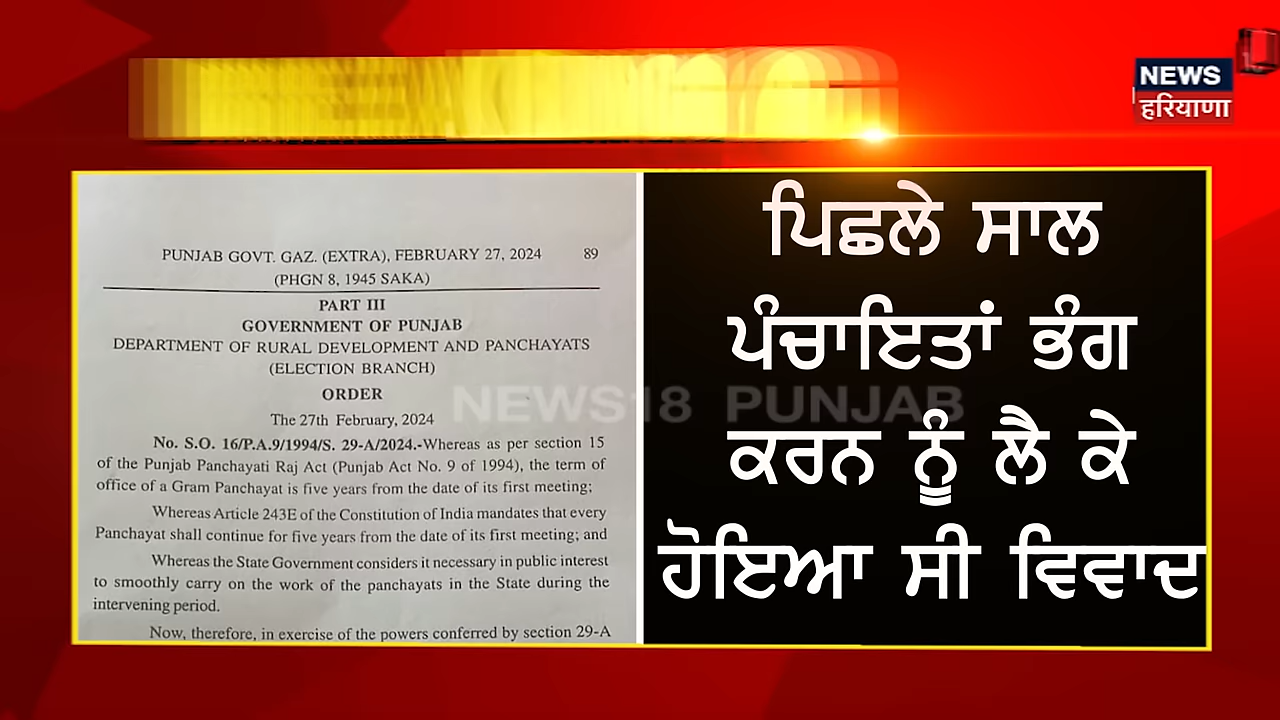 NEWS
हरियाणा
PUNJAB GOVT. GAZ. (EXTRA), FEBRUARY 27, 2024 89
(PHGN 8, 1945 SAKA)
PART III
GOVERNMENT OF PUNJAB
DEPARTMENT OF RURAL DEVELOPMENT AND PANCHAYATS
(ELECTION BRANCH)
ORDER
The 27th February, 2024
No. S.O. 16/P.A.9/1994/S. 29-A/2024.-Whereas as per section 15
of the Punjab Panchayati Raj Act (Punjab Act No. 9 of 1994), the term of
office of a Gram Panchayat is five years from the date of its first meeting;
Whereas Article 243E of the Constitution of India mandates that every
Panchayat shall continue for five years from the date of its first meeting; and
Whereas the State Government considers it necessary in public interest
to smoothly carry on the work of the panchayats in the State during the
intervening period.
Now, therefore, in exercise of the powers conferred by section 29-A
ਪਿਛਲੇ ਸਾਲ
ਪੰਚਾਇਤਾਂ ਭੰਗ
ਕਰਨ ਨੂੰ ਲੈ ਕੇ
ਹੋਇਆ ਸੀ ਵਿਵਾਦ
NEWS18 PUNJAB